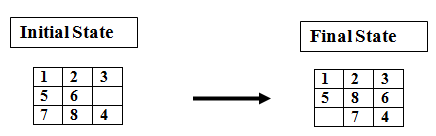 Initial State
Final State
1 2 3
5 6
7 8 4
1 2 3
5 8 6
7 4